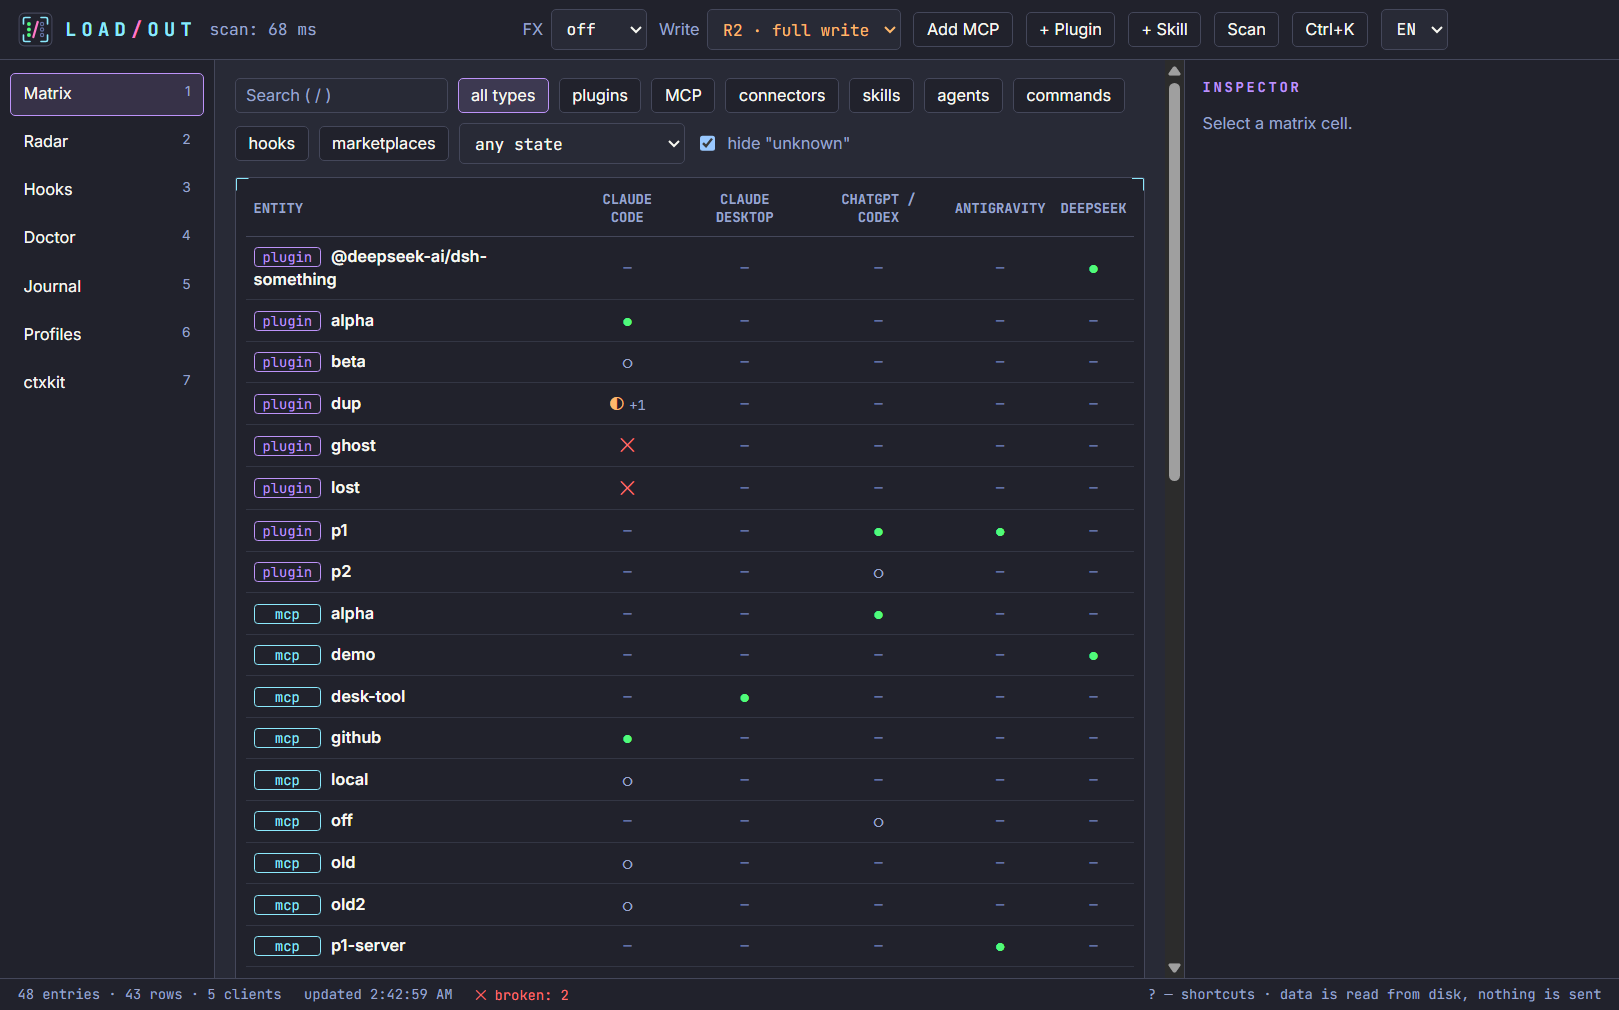 LOAD/OUT scan: 68 ms FX off Write R2 · full write Add MCP + Plugin + Skill Scan Ctrl+K EN
Matrix 1
Radar 2
Hooks 3
Doctor 4
Journal 5
Profiles 6
ctxkit 7
Search ( / ) all types plugins MCP connectors skills agents commands
hooks marketplaces any state hide "unknown"
ENTITY CLAUDE CODE CLAUDE DESKTOP CHATGPT / CODEX ANTIGRAVITY DEEPSEEK
plugin @deepseek-ai/dsh-
something – – – – ●
plugin alpha ● – – – –
plugin beta ○ – – – –
plugin dup ◐ +1 – – – –
plugin ghost ✕ – – – –
plugin lost ✕ – – – –
plugin p1 – – ● ● –
plugin p2 – – ○ – –
mcp alpha – – ● – –
mcp demo – – – – ●
mcp desk-tool – ● – – –
mcp github ● – – – –
mcp local ○ – – – –
mcp off – – ○ – –
mcp old ○ – – – –
mcp old2 ○ – – – –
mcp p1-server – – – ● –
INSPECTOR
Select a matrix cell.
48 entries · 43 rows · 5 clients updated 2:42:59 AM ✕ broken: 2 ? – shortcuts · data is read from disk, nothing is sent